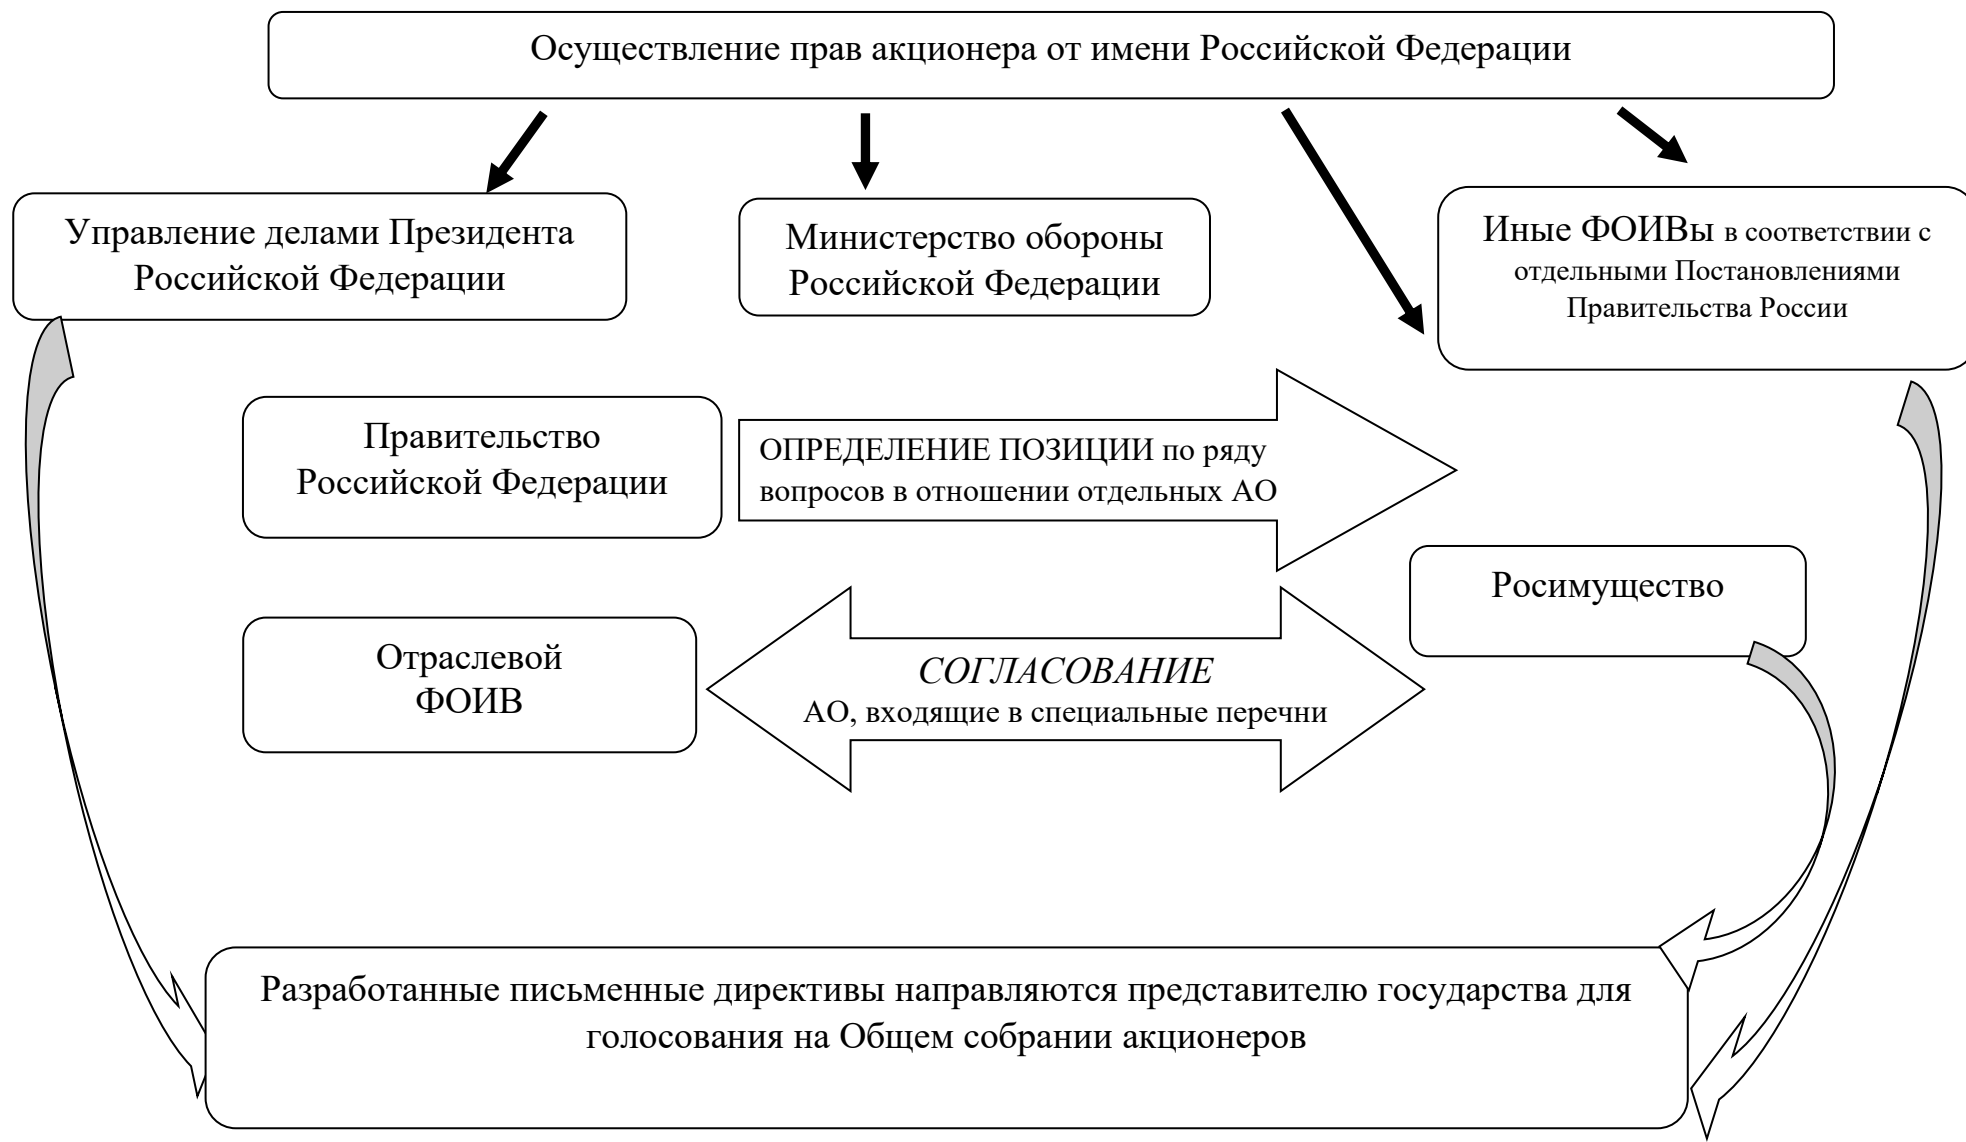 Осуществление прав акционера от имени Российской Федерации
Управление делами Президента
Российской Федерации
Министерство обороны
Российской Федерации
Иные ФОИВы в соответствии с
отдельными Постановлениями
Правительства России
Правительство
Российской Федерации
ОПРЕДЕЛЕНИЕ ПОЗИЦИИ по ряду
вопросов в отношении отдельных АО
Росимущество
Отраслевой
ФОИВ
СОГЛАСОВАНИЕ
АО, входящие в специальные перечни
Разработанные письменные директивы направляются представителю государства для
голосования на Общем собрании акционеров